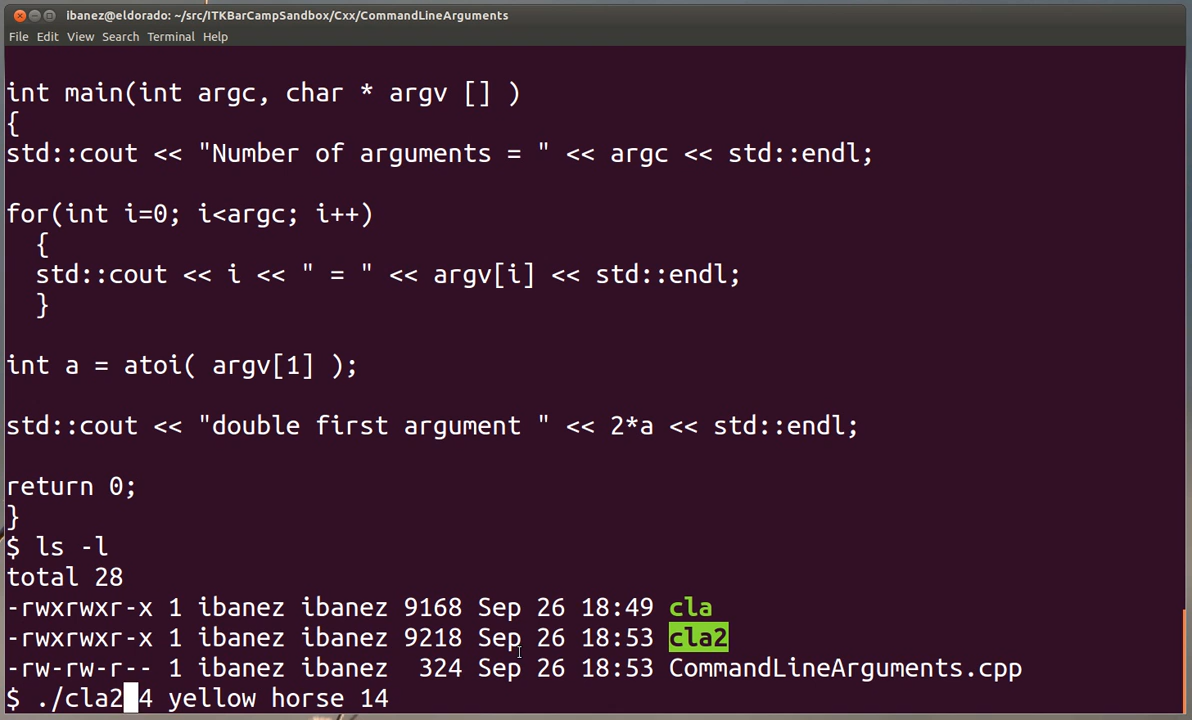 ibanez@eldorado: ~/src/ITKBarCampSandbox/Cxx/CommandLineArguments
File Edit View Search Terminal Help
int main(int argc, char * argv [] )
{
std::cout << "Number of arguments = " << argc << std::endl;
for(int i=0; i<argc; i++)
{
std::cout << i << " = " << argv[i] << std::endl;
}
int a = atoi( argv[1] );
std::cout << "double first argument " << 2*a << std::endl;
return 0;
}
$ ls -l
total 28
-rwxrwxr-x 1 ibanez ibanez 9168 Sep 26 18:49 cla
-rwxrwxr-x 1 ibanez ibanez 9218 Sep 26 18:53 cla2
-rw-rw-r-- 1 ibanez ibanez 324 Sep 26 18:53 CommandLineArguments.cpp
$ ./cla2 4 yellow horse 14